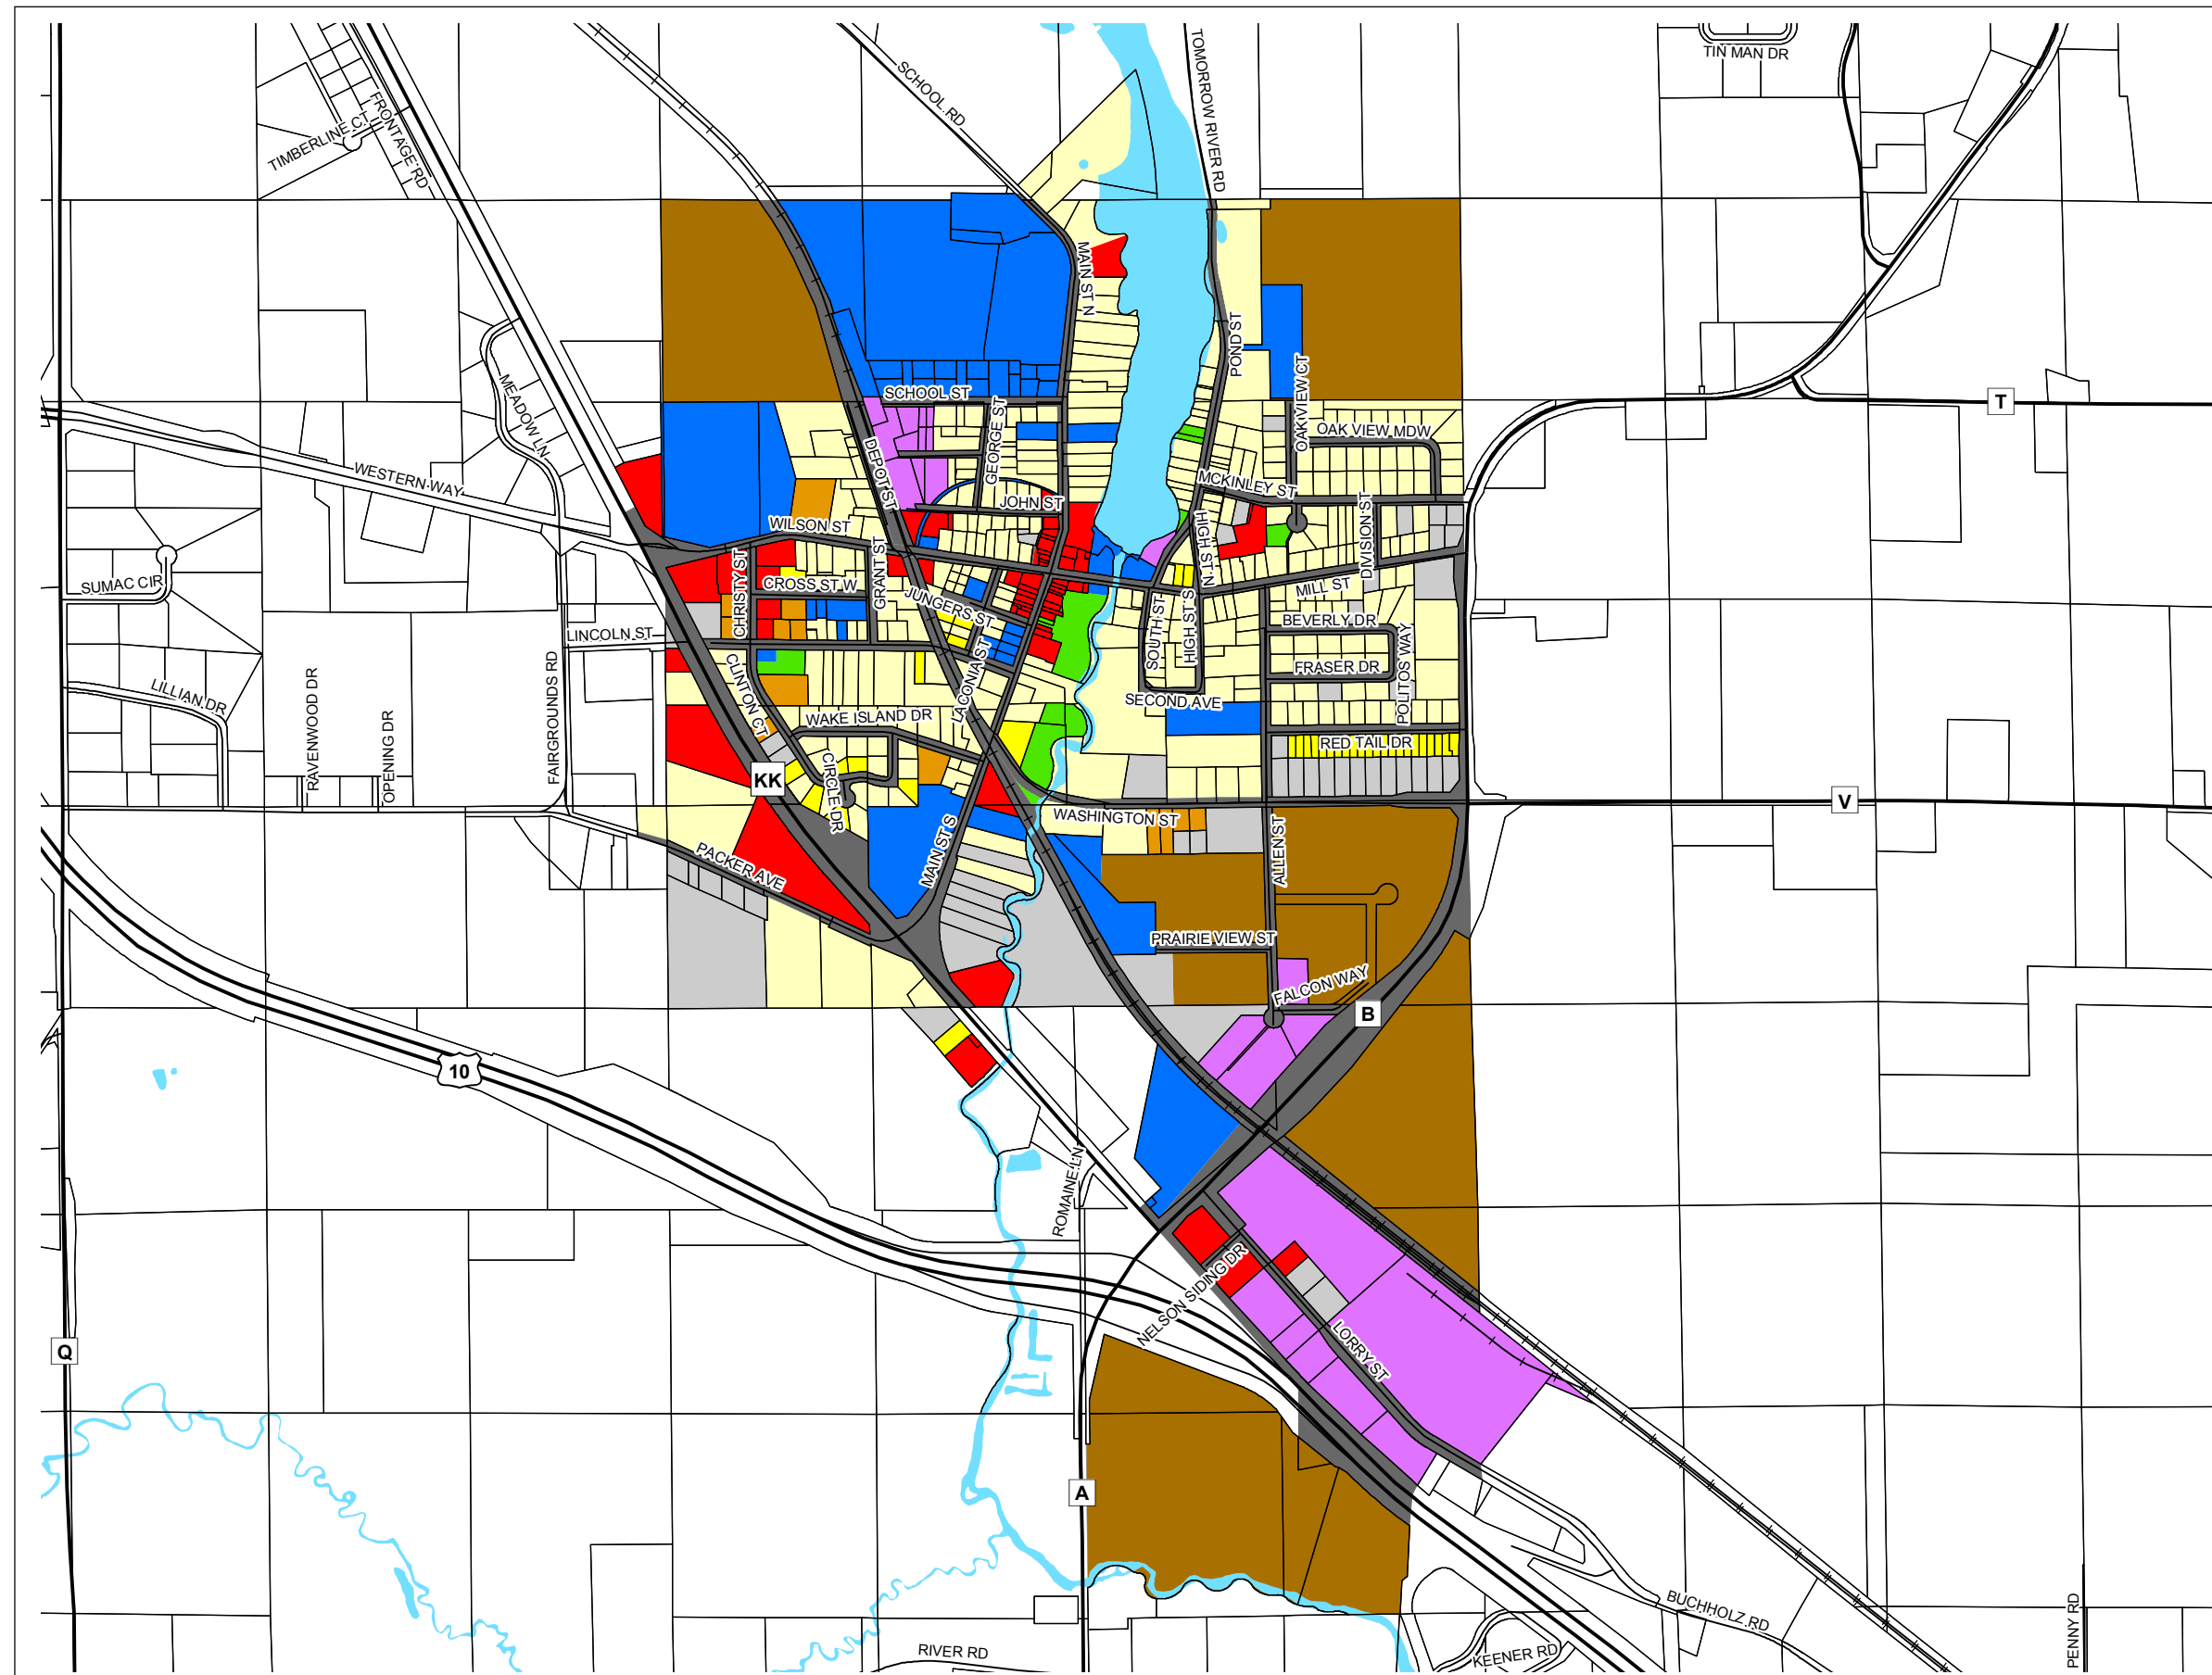 TIN MAN DR
SCHOOL RD
TOMORROW RIVER RD
FRONTAGE RD
TIMBERLINE CT
MAIN ST N
POND ST
OAKVIEW CT
MEADOW LN
SCHOOL ST
GEORGE ST
T
OAK VIEW MDW
DEPOT ST
WESTERN WAY
MCKINLEY ST
JOHN ST
WILSON ST
HIGH ST N
DIVISION ST
GRANT ST
CHRISTY ST
CROSS ST W
JUNGERS ST
MILL ST
SUMAC CIR
LINCOLN ST
SOUTH ST
HIGH ST S
BEVERLY DR
FRASER DR
POLITOS WAY
LILLIAN DR
RAVENWOOD DR
OPENING DR
FAIRGROUNDS RD
CLINTON CT
LACONIA ST
SECOND AVE
WAKE ISLAND DR
RED TAIL DR
KK
CIRCLE DR
V
WASHINGTON ST
ALLEN ST
MAIN ST S
PACKER AVE
PRAIRIE VIEW ST
FALCON WAY
B
10
ROMAINE LN
NELSON SIDING DR
LORRY ST
Q
A
BUCHHOLZ RD
PENNY RD
RIVER RD
KEENER RD